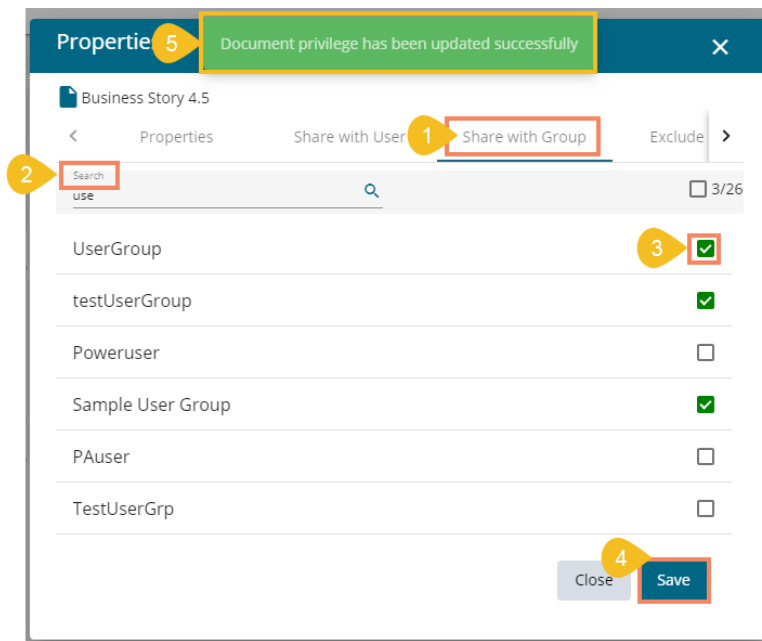 Properties
5
Document privilege has been updated successfully
Business Story 4.5
Properties
Share with User
1
Share with Group
Exclude
2
Search
use
3/26
UserGroup
3
testUserGroup
Poweruser
Sample User Group
PAuser
TestUserGrp
4
Close
Save